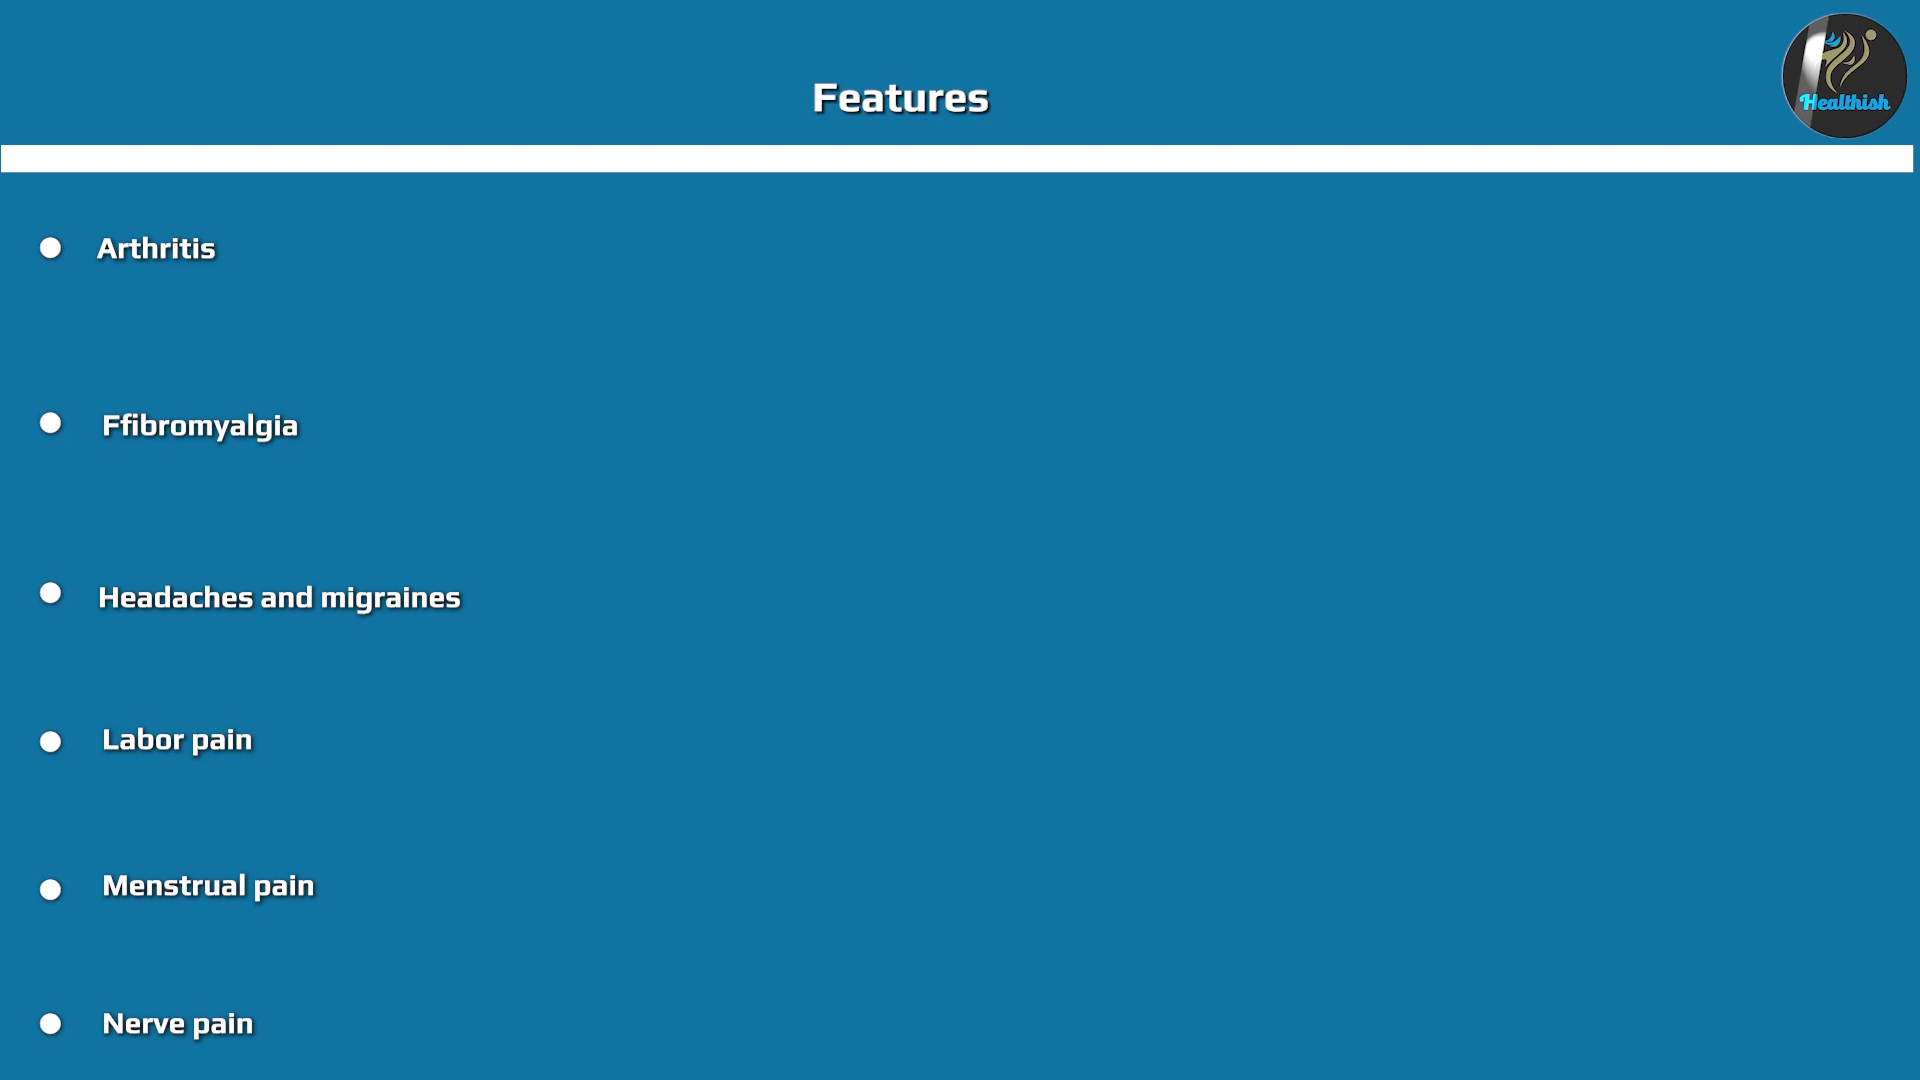 Features
Healthish
Arthritis
Ffibromyalgia
Headaches and migraines
Labor pain
Menstrual pain
Nerve pain